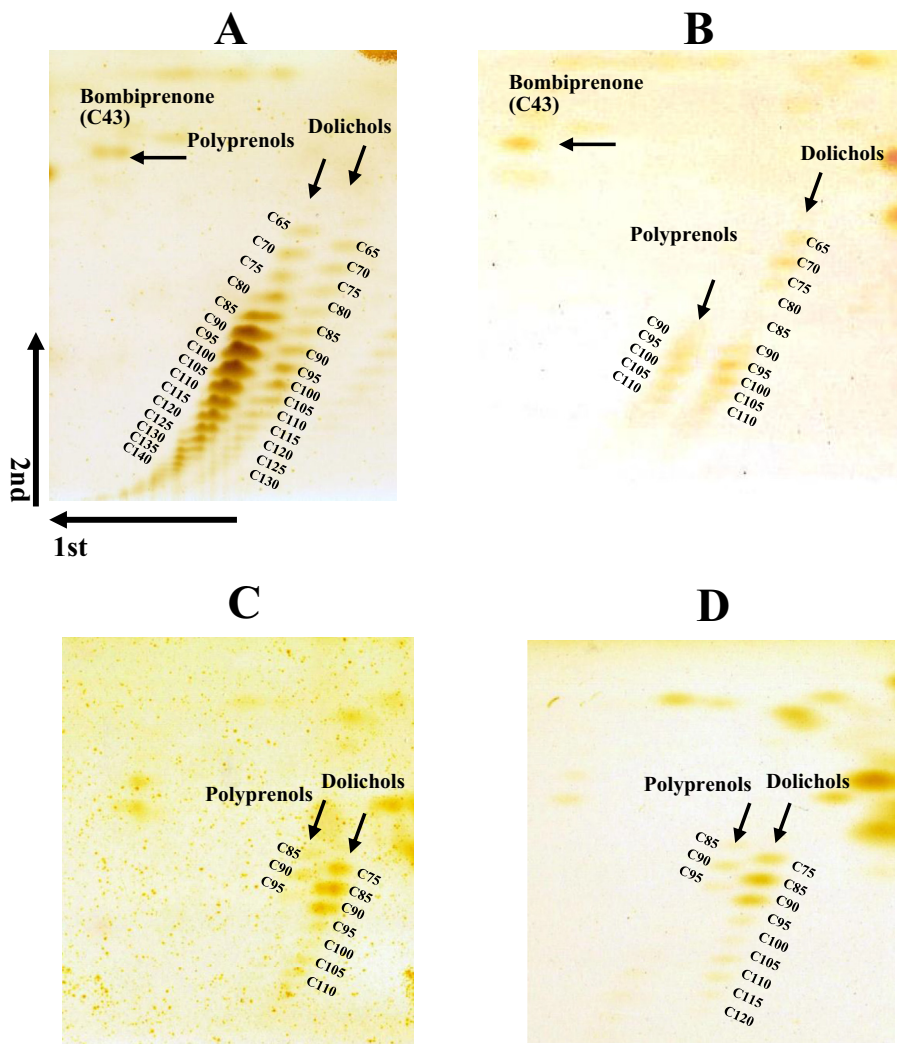 A
B
Bombiprenone
(C43)
Polyprenols
Dolichols
C65
C70
C75
C80
C85
C90
C95
C100
C105
C110
C115
C120
C125
C130
C135
C140
C65
C70
C75
C80
C85
C90
C95
C100
C105
C110
C115
C120
C125
C130
2nd
1st
Bombiprenone
(C43)
Dolichols
Polyprenols
C90
C95
C100
C105
C110
C65
C70
C75
C80
C85
C90
C95
C100
C105
C110
C
D
Polyprenols
Dolichols
C85
C90
C95
C75
C85
C90
C95
C100
C105
C110
Polyprenols
Dolichols
C85
C90
C95
C75
C85
C90
C95
C100
C105
C110
C115
C120